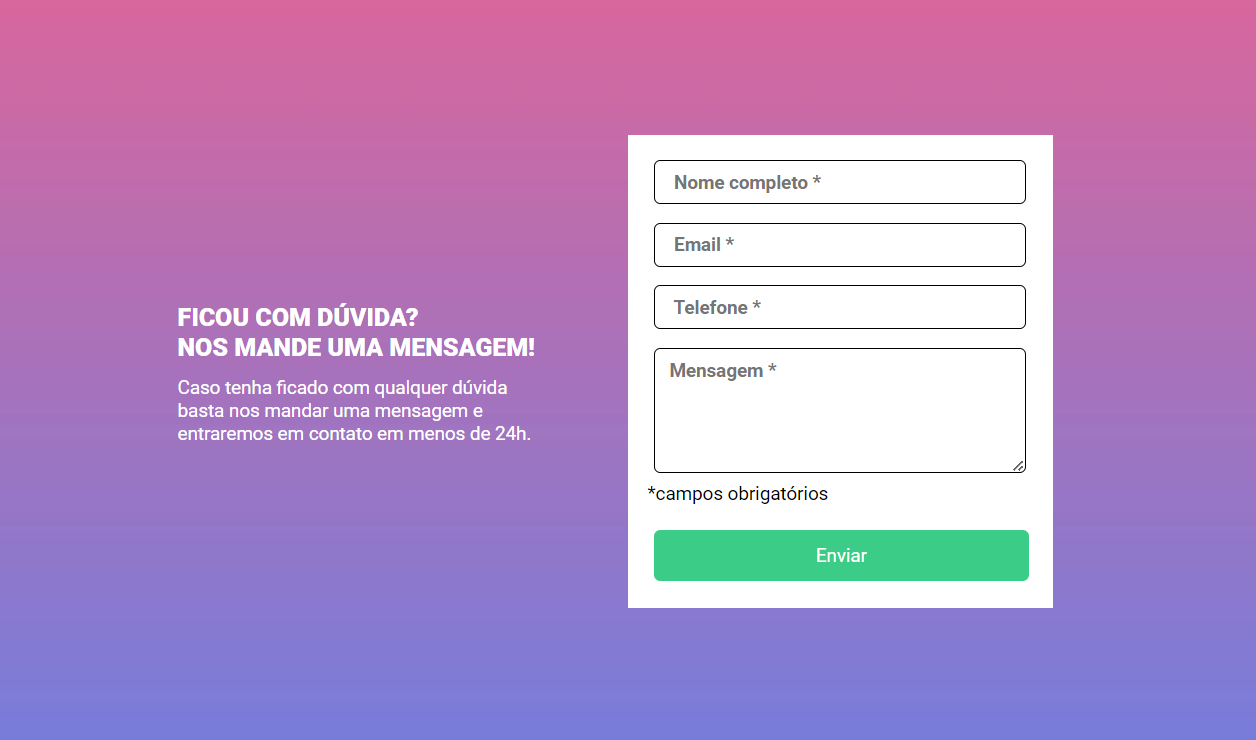 FICOU COM DÚVIDA?
NOS MANDE UMA MENSAGEM!
Caso tenha ficado com qualquer dúvida
basta nos mandar uma mensagem e
entraremos em contato em menos de 24h.
Nome completo *
Email *
Telefone *
Mensagem *
*campos obrigatórios
Enviar